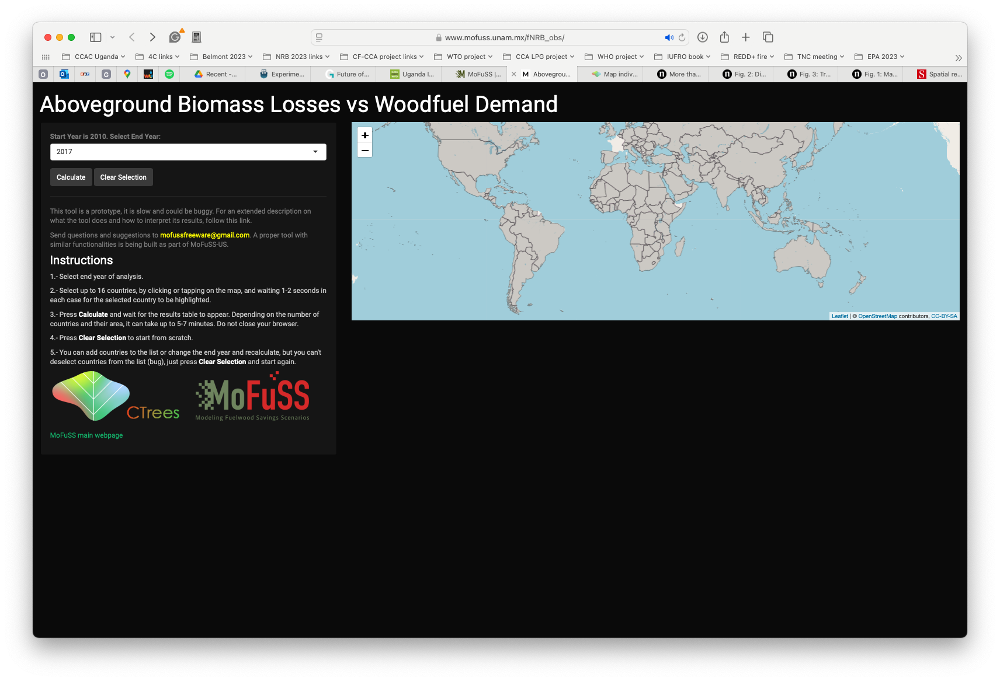 www.mofuss.unam.mx/fNRB_obs/
CCAC Uganda
4C links
Belmont 2023
NRB 2023 links
CF-CCA project links
WTO project
CCA LPG project
WHO project
IUFRO book
REDD+ fire
TNC meeting
EPA 2023
Recent -...
Experime...
Future of...
Uganda I...
MoFuSS |...
Abovegrou...
Map indiv...
More tha...
Fig. 2: Di...
Fig. 3: Tr...
Fig. 1: Ma...
Spatial re...
Aboveground Biomass Losses vs Woodfuel Demand
Start Year is 2010. Select End Year:
2017
Calculate
Clear Selection
This tool is a prototype, it is slow and could be buggy. For an extended description on
what the tool does and how to interpret its results, follow this link.
Send questions and suggestions to mofussfreeware@gmail.com. A proper tool with
similar functionalities is being built as part of MoFuSS-US.
Instructions
1.- Select end year of analysis.
2.- Select up to 16 countries, by clicking or tapping on the map, and waiting 1-2 seconds in
each case for the selected country to be highlighted.
3.- Press Calculate and wait for the results table to appear. Depending on the number of
countries and their area, it can take up to 5-7 minutes. Do not close your browser.
4.- Press Clear Selection to start from scratch.
5.- You can add countries to the list or change the end year and recalculate, but you can't
deselect countries from the list (bug), just press Clear Selection and start again.
CTrees
MoFuSS
Modeling Fuelwood Savings Scenarios
MoFuSS main webpage
+
−
Leaflet | © OpenStreetMap contributors, CC-BY-SA